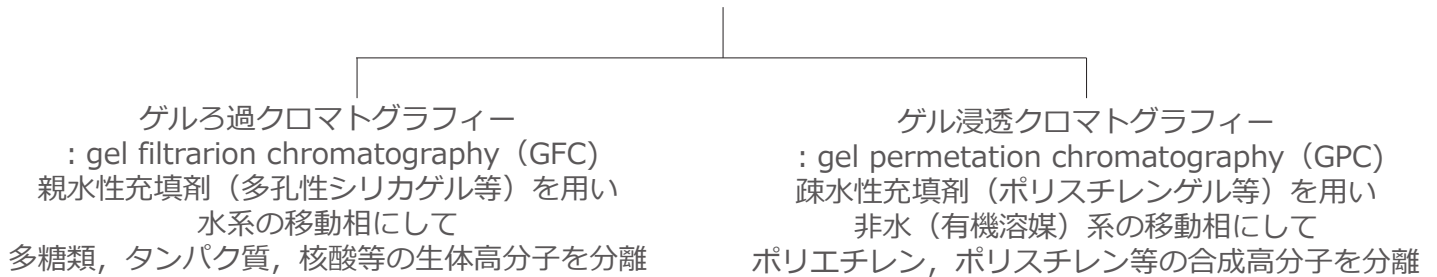 ゲルろ過クロマトグラフィー
：gel filtrarion chromatography（GFC)
親水性充填剤（多孔性シリカゲル等）を用い
水系の移動相にして
多糖類，タンパク質，核酸等の生体高分子を分離
ゲル浸透クロマトグラフィー
：gel permetation chromatography（GPC)
疎水性充填剤（ポリスチレンゲル等）を用い
非水（有機溶媒）系の移動相にして
ポリエチレン，ポリスチレン等の合成高分子を分離